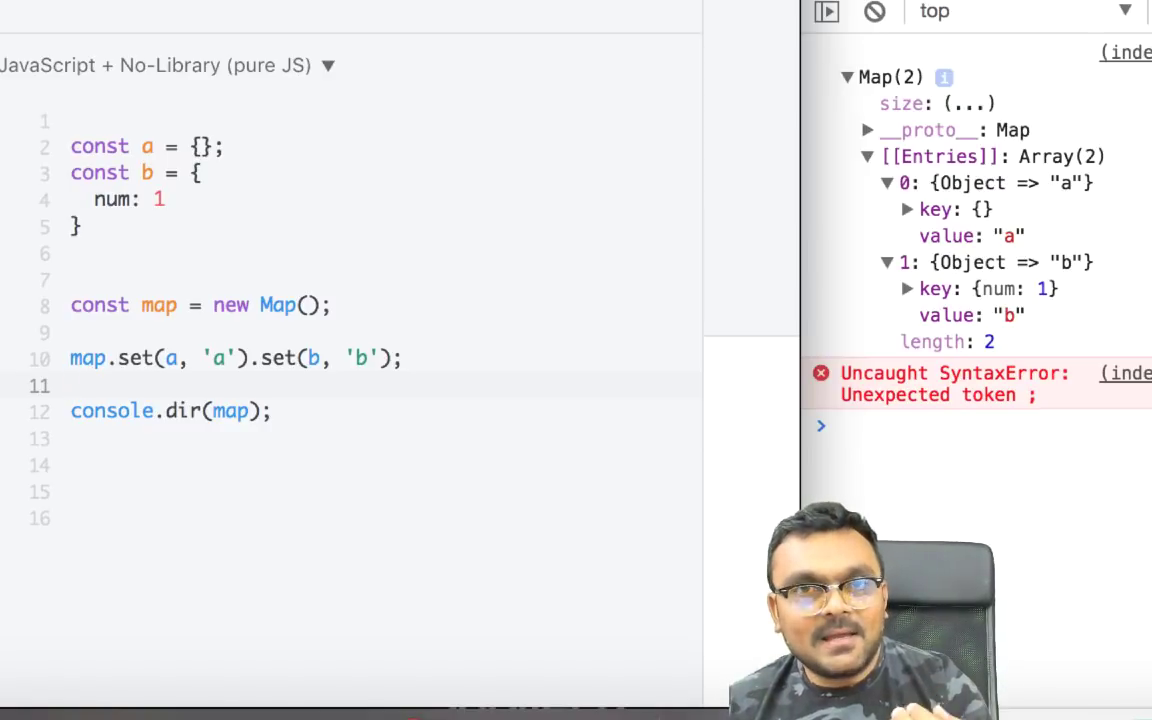 JavaScript + No-Library (pure JS) ▼
1
2 const a = {};
3 const b = {
4 num: 1
5 }
6
7
8 const map = new Map();
9
10 map.set(a, 'a').set(b, 'b');
11
12 console.dir(map);
13
14
15
16
top ▼
(inde
▼Map(2) i
size: (...)
▶__proto__: Map
▼[[Entries]]: Array(2)
▼0: {Object => "a"}
▶key: {}
value: "a"
▼1: {Object => "b"}
▶key: {num: 1}
value: "b"
length: 2
Uncaught SyntaxError: (inde
Unexpected token ;
>